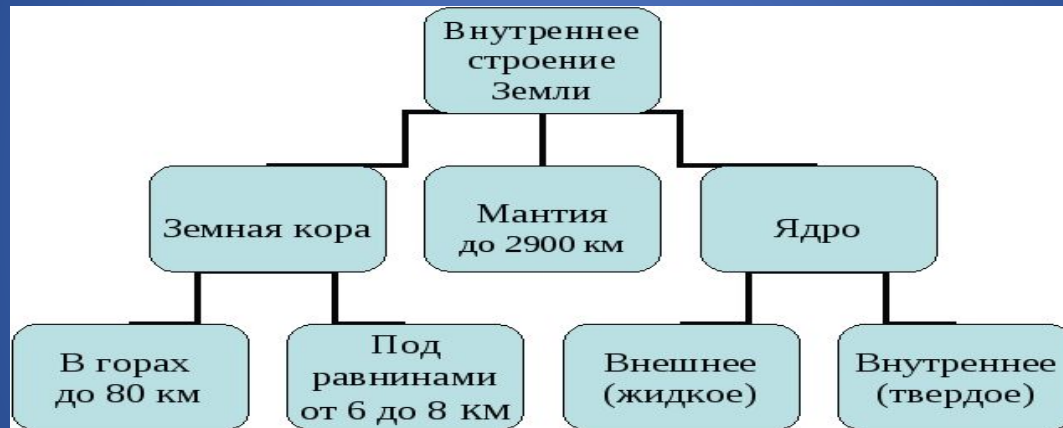 Внутреннее
строение
Земли
Земная кора
Мантия
до 2900 км
Ядро
В горах
до 80 км
Под
равнинами
от 6 до 8 км
Внешнее
(жидкое)
Внутреннее
(твердое)